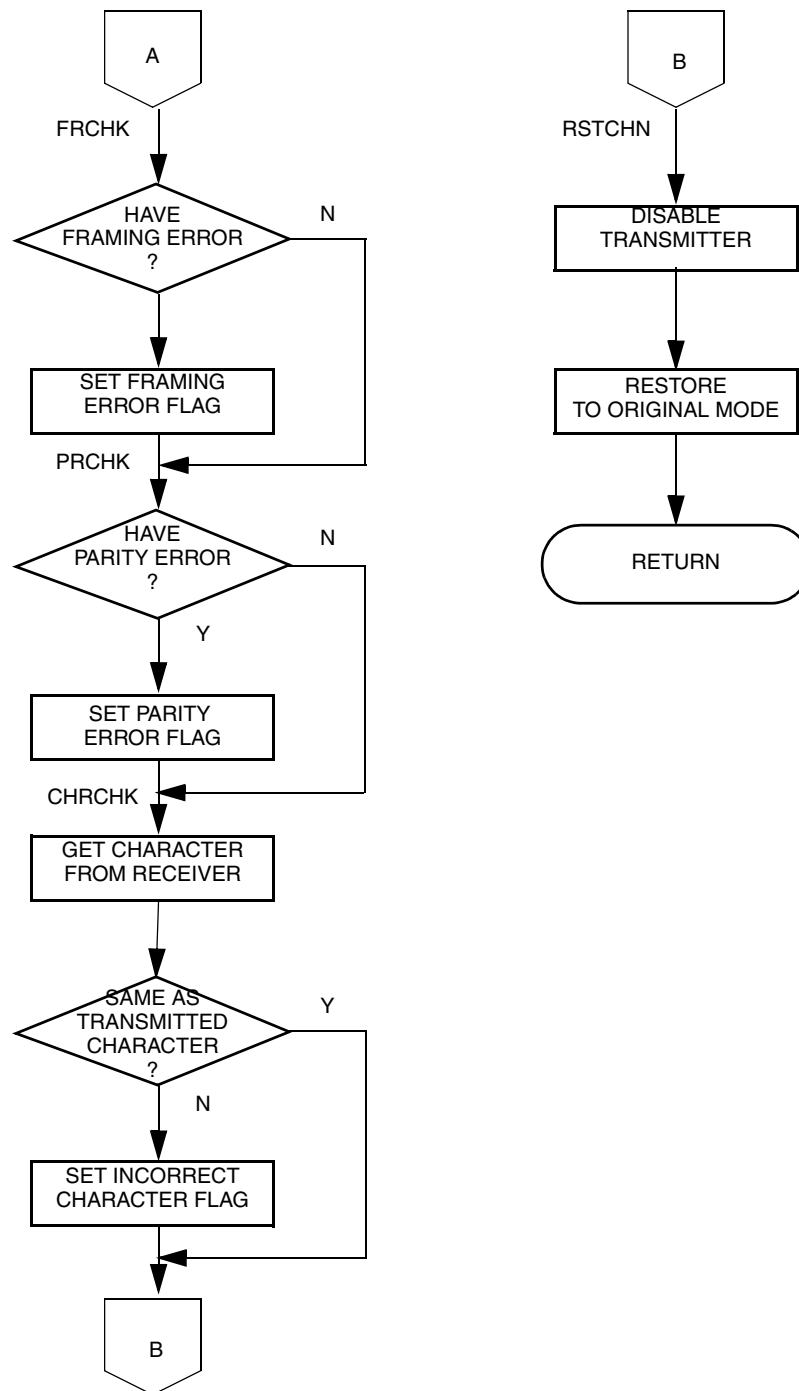 A
FRCHK
HAVE
FRAMING ERROR
?
N
SET FRAMING
ERROR FLAG
PRCHK
HAVE
PARITY ERROR
?
N
Y
SET PARITY
ERROR FLAG
CHRCHK
GET CHARACTER
FROM RECEIVER
SAME AS
TRANSMITTED
CHARACTER
?
Y
N
SET INCORRECT
CHARACTER FLAG
B
B
RSTCHN
DISABLE
TRANSMITTER
RESTORE
TO ORIGINAL MODE
RETURN